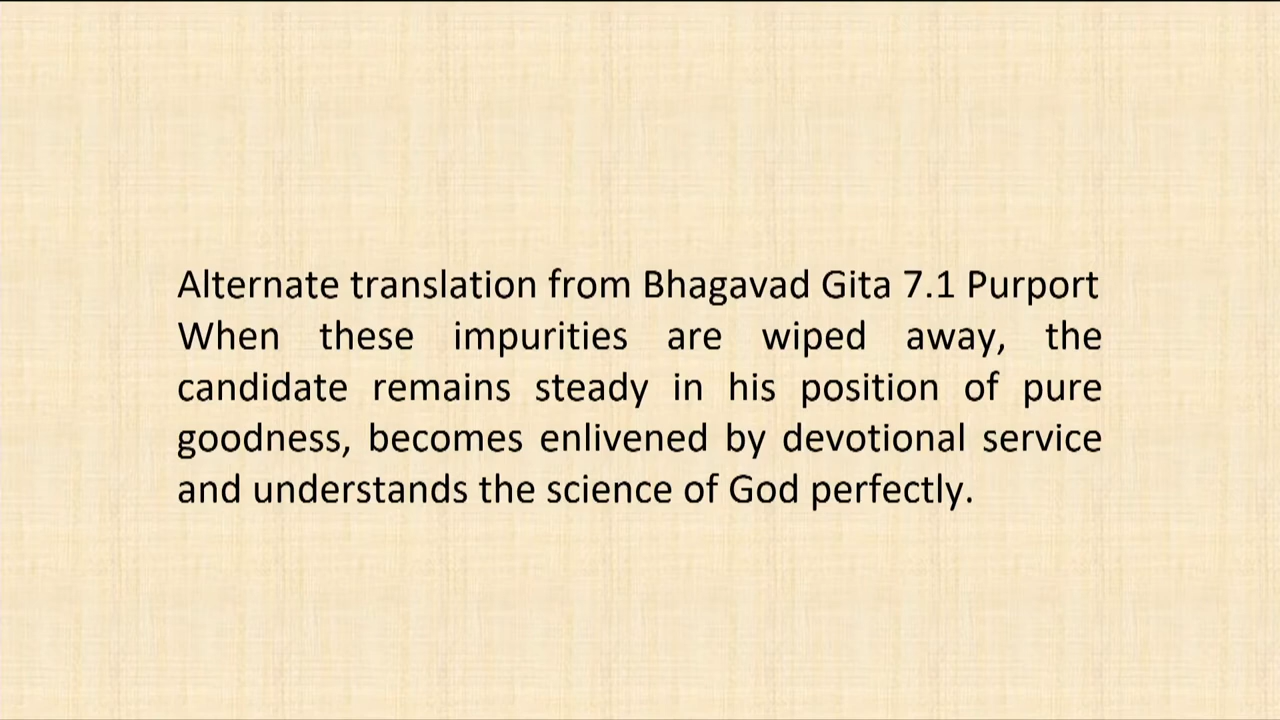 Alternate translation from Bhagavad Gita 7.1 Purport
When these impurities are wiped away, the
candidate remains steady in his position of pure
goodness, becomes enlivened by devotional service
and understands the science of God perfectly.